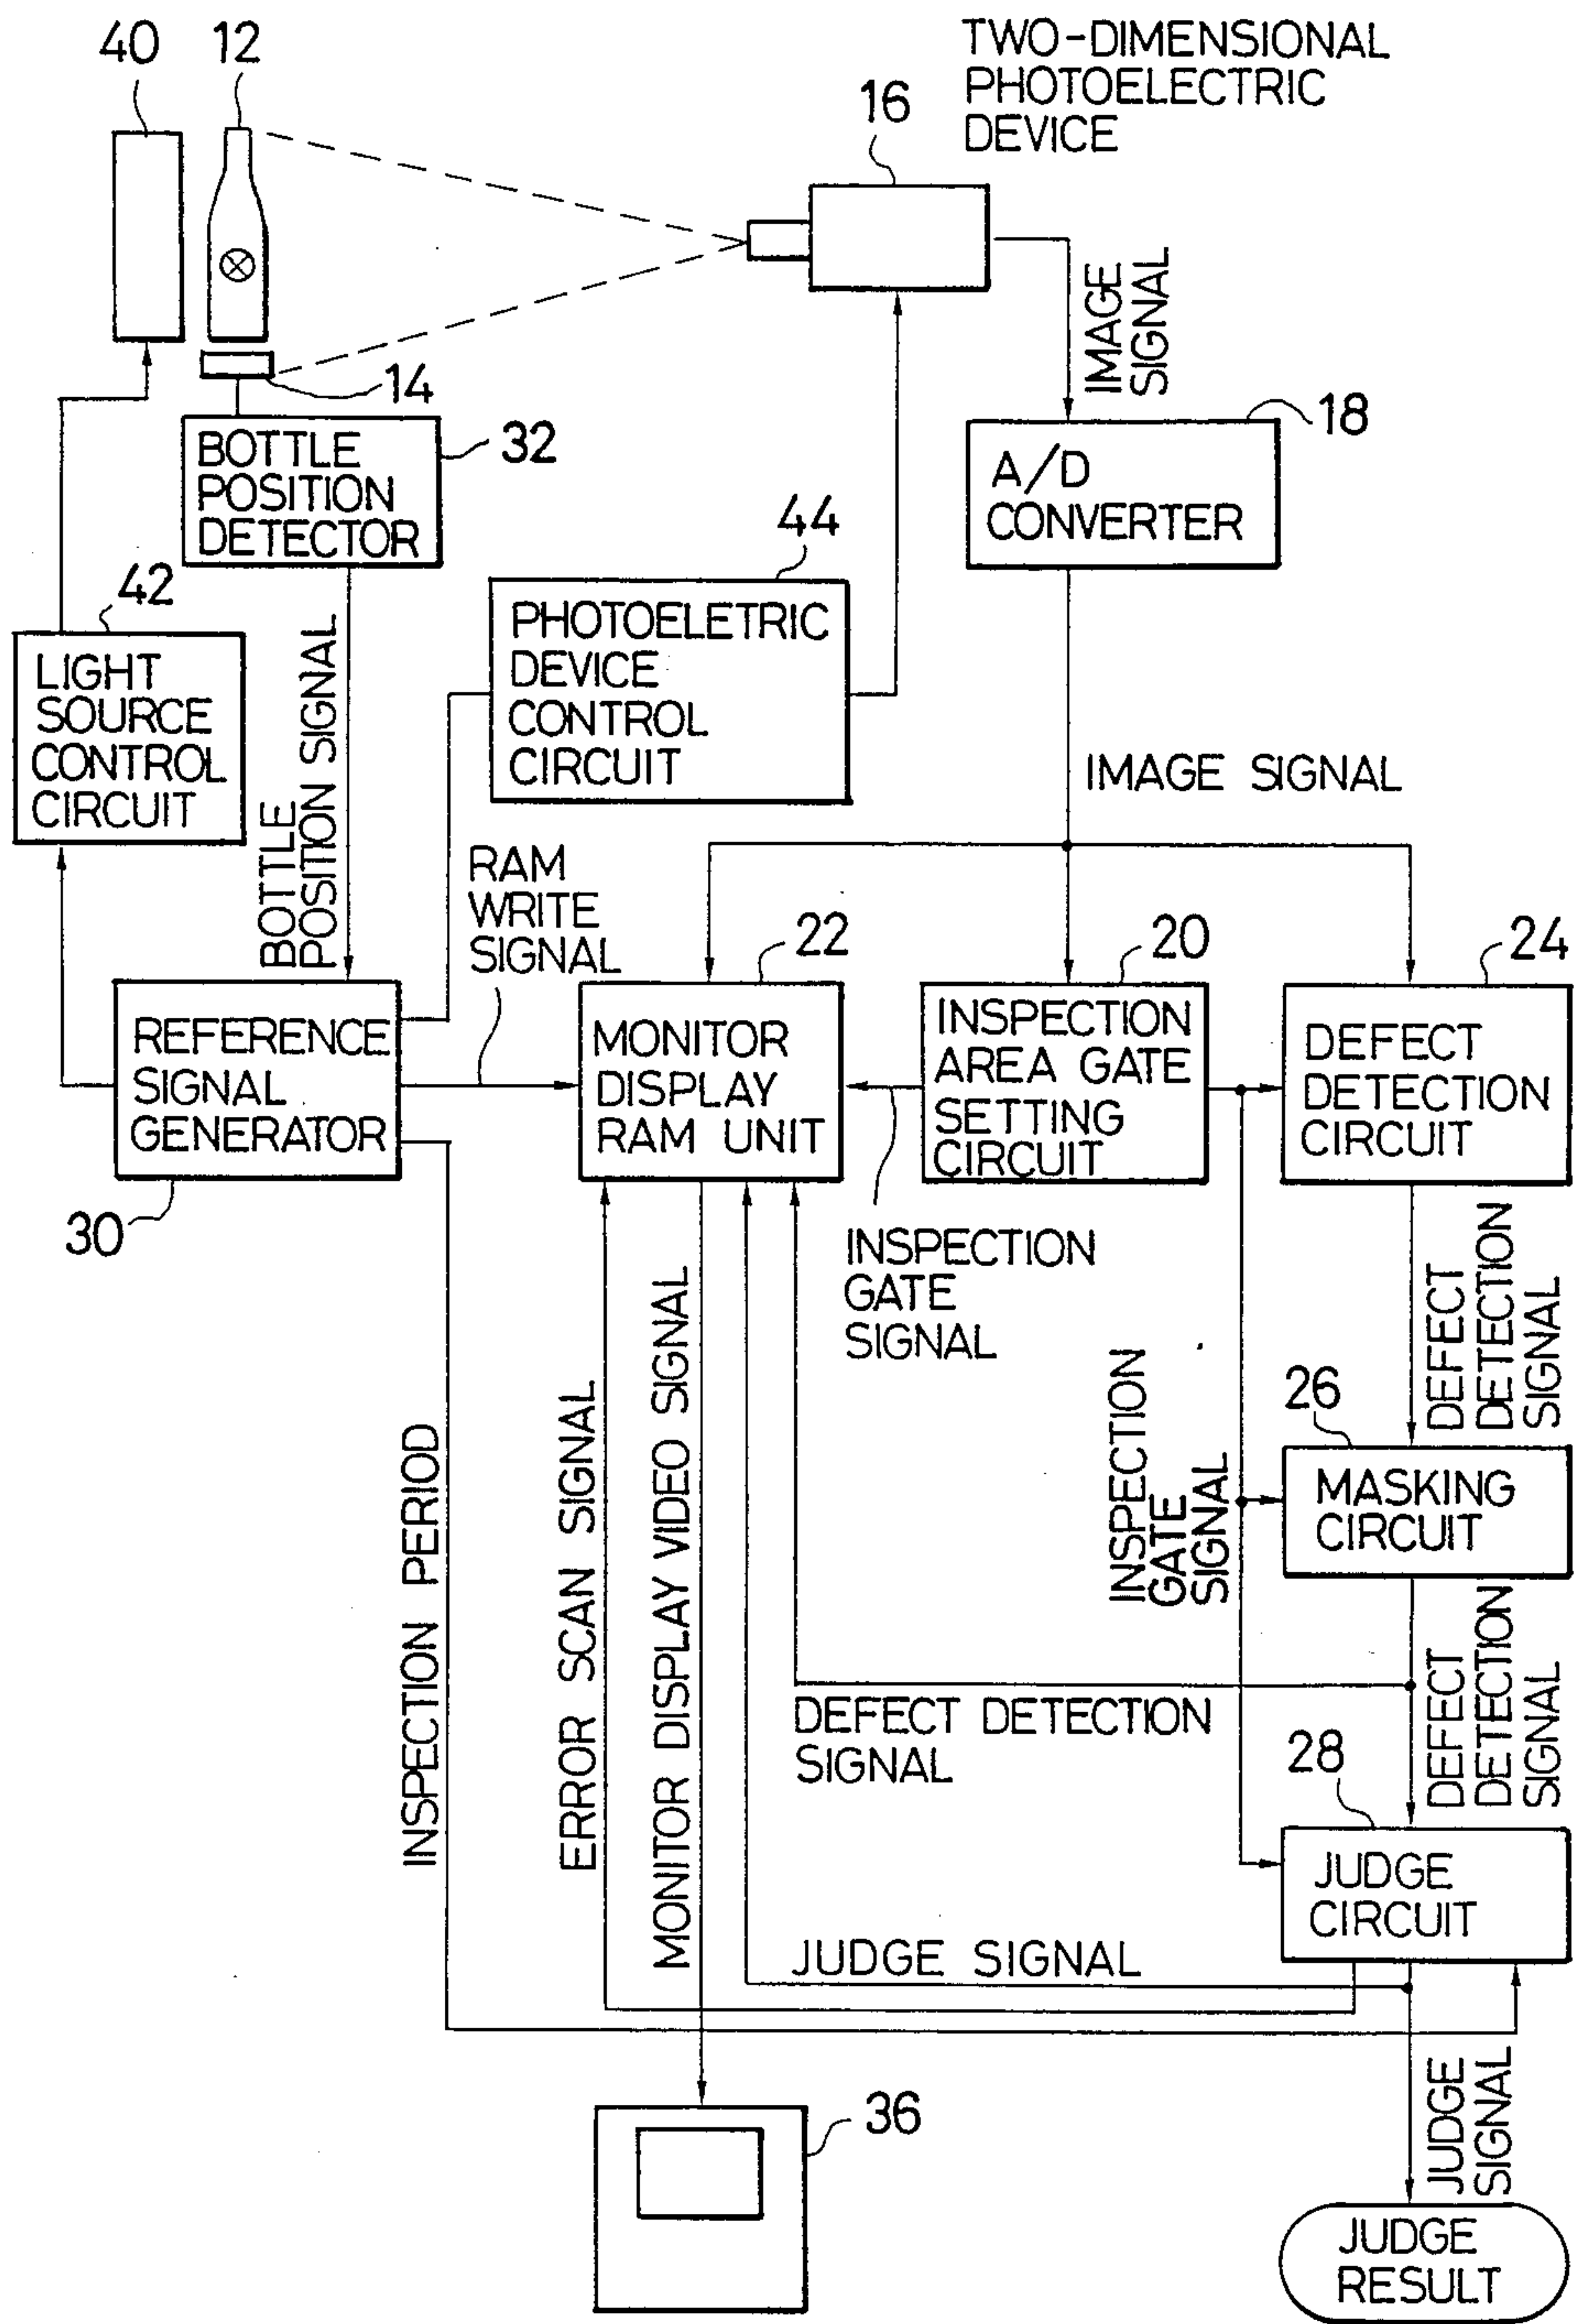 40
12
TWO-DIMENSIONAL
PHOTOELECTRIC
DEVICE
16
IMAGE
SIGNAL
14
18
BOTTLE
POSITION
DETECTOR
32
A/D
CONVERTER
44
42
PHOTOELETRIC
DEVICE
CONTROL
CIRCUIT
LIGHT
SOURCE
CONTROL
CIRCUIT
BOTTLE
POSITION SIGNAL
IMAGE SIGNAL
RAM
WRITE
SIGNAL
22
20
24
REFERENCE
SIGNAL
GENERATOR
30
MONITOR
DISPLAY
RAM UNIT
INSPECTION
AREA GATE
SETTING
CIRCUIT
DEFECT
DETECTION
CIRCUIT
INSPECTION
GATE
SIGNAL
DEFECT
DETECTION
SIGNAL
INSPECTION
GATE
SIGNAL
26
MASKING
CIRCUIT
INSPECTION PERIOD
ERROR SCAN SIGNAL
MONITOR DISPLAY VIDEO SIGNAL
DEFECT DETECTION
SIGNAL
DEFECT
DETECTION
SIGNAL
28
JUDGE
CIRCUIT
JUDGE SIGNAL
JUDGE
SIGNAL
36
JUDGE
RESULT